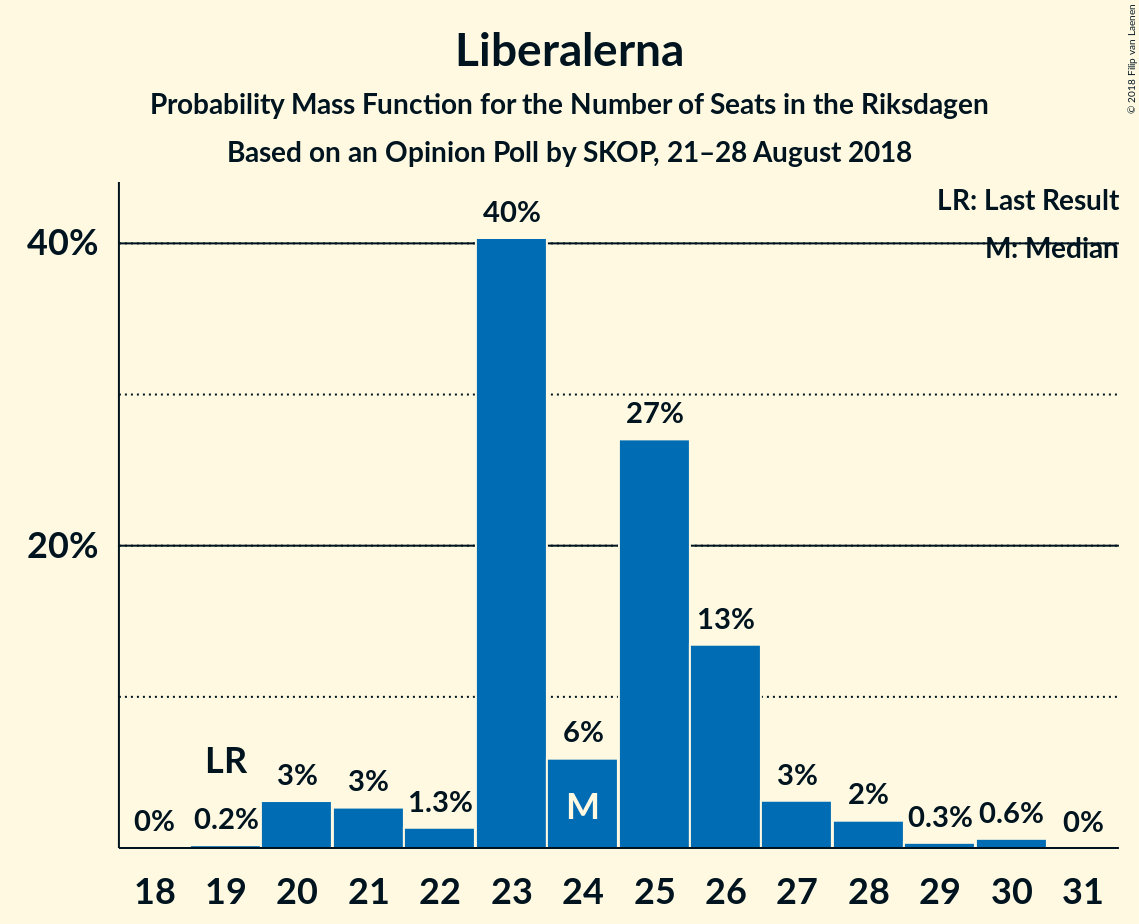 Liberalerna
Probability Mass Function for the Number of Seats in the Riksdagen
Based on an Opinion Poll by SKOP, 21–28 August 2018
© 2018 Filip van Laenen
LR: Last Result
M: Median
40%
20%
0%
0.2%
LR
3%
3%
1.3%
40%
6%
M
27%
13%
3%
2%
0.3%
0.6%
0%
18 19 20 21 22 23 24 25 26 27 28 29 30 31